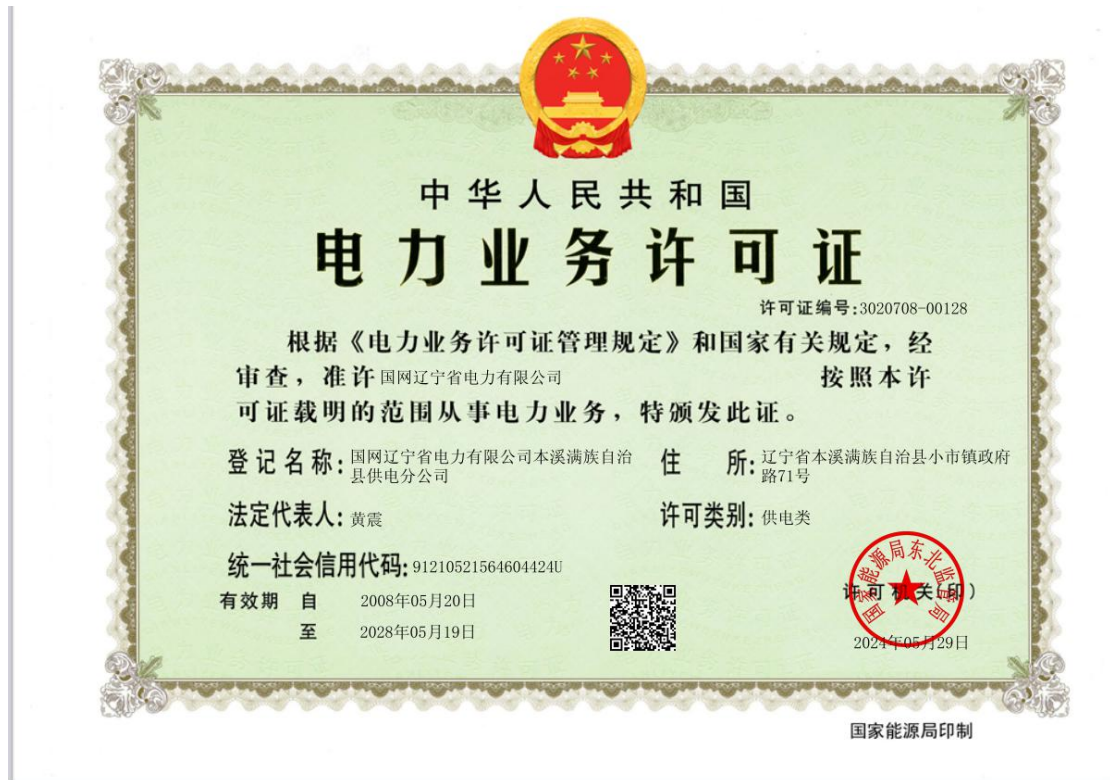 中华人民共和国
电力业务许可证
许可证编号:3020708-00128
根据《电力业务许可证管理规定》和国家有关规定，经
审查，准许国网辽宁省电力有限公司 按照本许
可证载明的范围从事电力业务，特颁发此证。
登记名称:国网辽宁省电力有限公司本溪满族自治
县供电分公司
住 所:辽宁省本溪满族自治县小市镇政府
路71号
法定代表人:黄震
许可类别:供电类
统一社会信用代码:91210521564604424U
有效期 自 2008年05月20日
至 2028年05月19日
国家能源局东北监管局
许可机关(印)
2024年05月29日
国家能源局印制